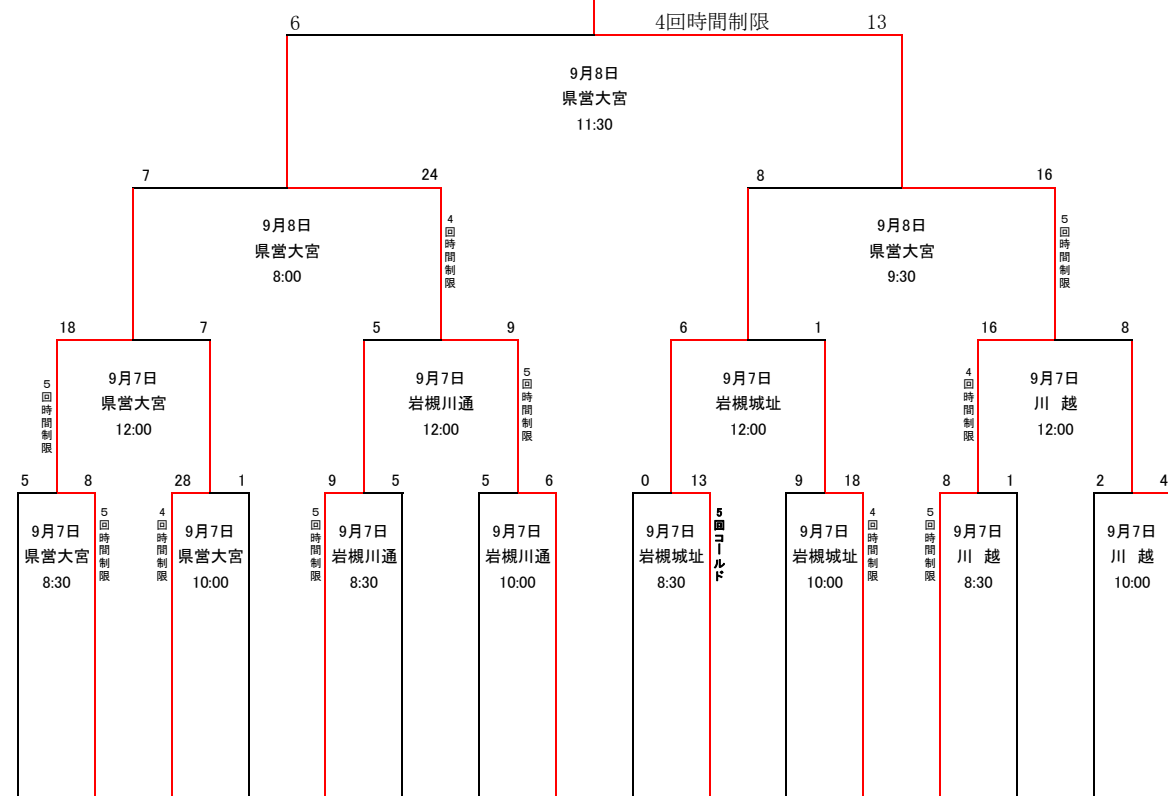 6 4回時間制限 13
9月8日
県営大宮
11:30
7 24 8 16
9月8日 9月8日
県営大宮 県営大宮
8:00 9:30
4回時間制限
5回時間制限
18 7 5 9 6 1 16 8
9月7日 9月7日 9月7日 9月7日
県営大宮 岩槻川通 岩槻城址 川 越
12:00 12:00 12:00 12:00
5回時間制限
5回時間制限
4回時間制限
5 8 28 1 9 5 5 6 0 13 9 18 8 1 2 4
9月7日 9月7日 9月7日 9月7日 9月7日 9月7日 9月7日 9月7日
県営大宮 県営大宮 岩槻川通 岩槻川通 岩槻城址 岩槻城址 川 越 川 越
8:30 10:00 8:30 10:00 8:30 10:00 8:30 10:00
5回時間制限
4回時間制限
5回時間制限
5回コールド
4回時間制限
5回時間制限